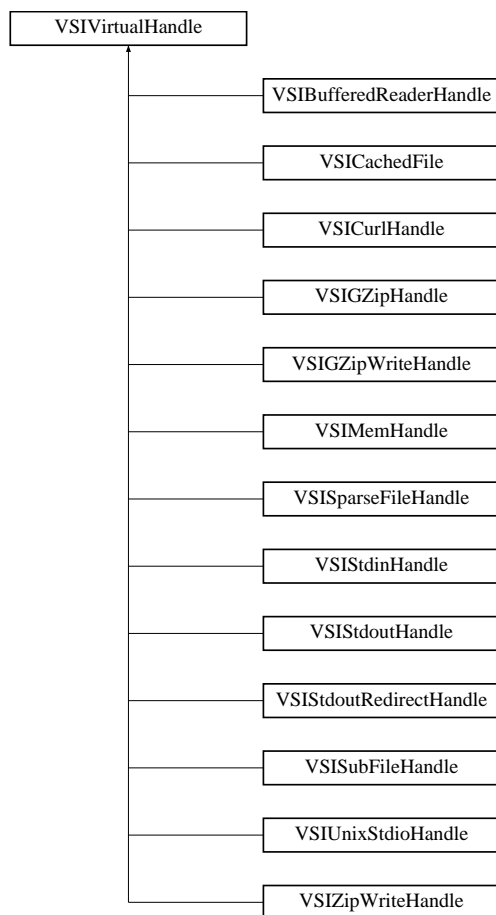 VSIVirtualHandle
VSIBufferedReaderHandle
VSICachedFile
VSICurlHandle
VSIGZipHandle
VSIGZipWriteHandle
VSIMemHandle
VSISparseFileHandle
VSIStdinHandle
VSIStdoutHandle
VSIStdoutRedirectHandle
VSISubFileHandle
VSIUnixStdioHandle
VSIZipWriteHandle